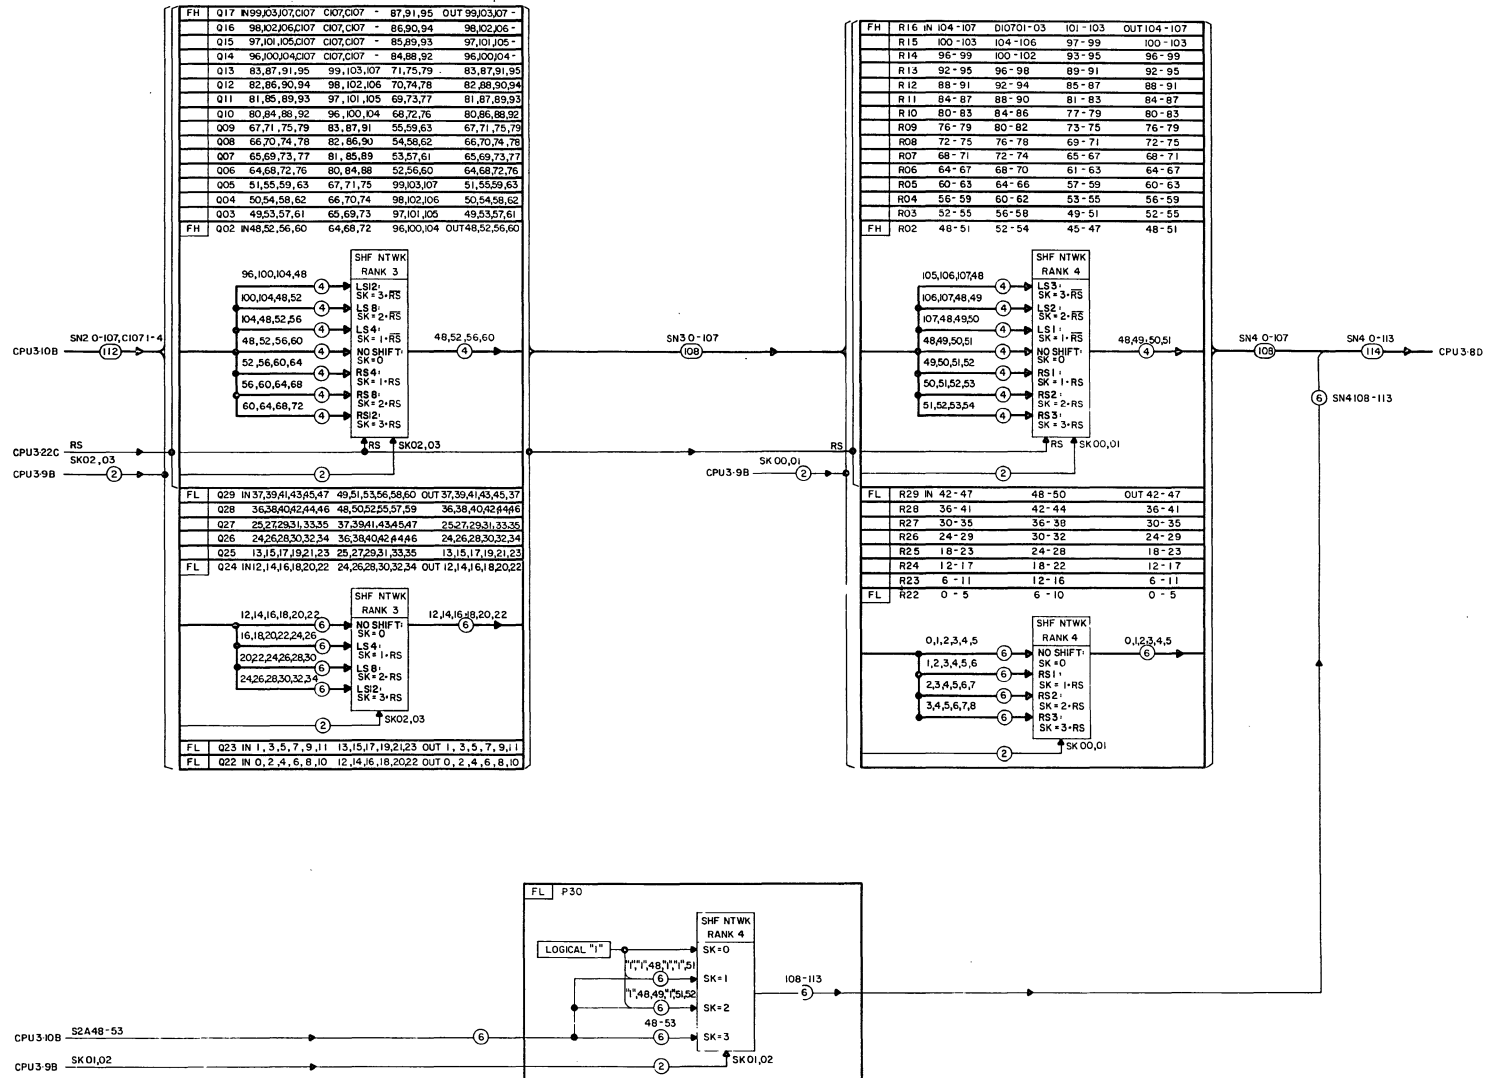 FH Q17 IN99,103,107,C107 C107,C107 - 87,91,95 OUT 99,103,107 -
Q16 98,102,106,C107 C107,C107 - 86,90,94 98,102,106 -
Q15 97,101,105,C107 C107,C107 - 85,89,93 97,101,105 -
Q14 96,100,104,C107 C107,C107 - 84,88,92 96,100,104 -
Q13 83,87,91,95 99,103,107 71,75,79 83,87,91,95
Q12 82,86,90,94 98,102,106 70,74,78 82,88,90,94
Q11 81,85,89,93 97,101,105 69,73,77 81,87,89,93
Q10 80,84,88,92 96,100,104 68,72,76 80,86,88,92
Q09 67,71,75,79 83,87,91 55,59,63 67,71,75,79
Q08 66,70,74,78 82,86,90 54,58,62 66,70,74,78
Q07 65,69,73,77 81,85,89 53,57,61 65,69,73,77
Q06 64,68,72,76 80,84,88 52,56,60 64,68,72,76
Q05 51,55,59,63 67,71,75 99,103,107 51,55,59,63
Q04 50,54,58,62 66,70,74 98,102,106 50,54,58,62
Q03 49,53,57,61 65,69,73 97,101,105 49,53,57,61
FH Q02 IN48,52,56,60 64,68,72 96,100,104 OUT48,52,56,60
SHF NTWK
RANK 3
96,100,104,48 4 LS12:
SK=3•R̅S̅
100,104,48,52 4 LS8:
SK=2•R̅S̅
104,48,52,56 4 LS4:
SK=1•R̅S̅
48,52,56,60 4 NO SHIFT:
SK=0
52,56,60,64 4 RS4:
SK=1•RS
56,60,64,68 4 RS8:
SK=2•RS
60,64,68,72 4 RS12:
SK=3•RS
48,52,56,60
4
RS SK02,03
2
CPU3-10B SN2 0-107,C107 1-4
112
CPU3-22C RS
CPU3-9B SK02,03
2
SN3 0-107
108
FL Q29 IN 37,39,41,43,45,47 49,51,53,56,58,60 OUT 37,39,41,43,45,37
Q28 36,38,40,42,44,46 48,50,52,55,57,59 36,38,40,42,44,46
Q27 25,27,29,31,33,35 37,39,41,43,45,47 25,27,29,31,33,35
Q26 24,26,28,30,32,34 36,38,40,42,44,46 24,26,28,30,32,34
Q25 13,15,17,19,21,23 25,27,29,31,33,35 13,15,17,19,21,23
FL Q24 IN12,14,16,18,20,22 24,26,28,30,32,34 OUT 12,14,16,18,20,22
SHF NTWK
RANK 3
12,14,16,18,20,22 6 NO SHIFT:
SK=0
16,18,20,22,24,26 6 LS4:
SK=1•RS
20,22,24,26,28,30 6 LS8:
SK=2•RS
24,26,28,30,32,34 6 LS12:
SK=3•RS
12,14,16,18,20,22
6
SK02,03
2
FL Q23 IN 1,3,5,7,9,11 13,15,17,19,21,23 OUT 1,3,5,7,9,11
FL Q22 IN 0,2,4,6,8,10 12,14,16,18,20,22 OUT 0,2,4,6,8,10
FH R16 IN 104-107 D10701-03 101-103 OUT 104-107
R15 100-103 104-106 97-99 100-103
R14 96-99 100-102 93-95 96-99
R13 92-95 96-98 89-91 92-95
R12 88-91 92-94 85-87 88-91
R11 84-87 88-90 81-83 84-87
R10 80-83 84-86 77-79 80-83
R09 76-79 80-82 73-75 76-79
R08 72-75 76-78 69-71 72-75
R07 68-71 72-74 65-67 68-71
R06 64-67 68-70 61-63 64-67
R05 60-63 64-66 57-59 60-63
R04 56-59 60-62 53-55 56-59
R03 52-55 56-58 49-51 52-55
FH R02 48-51 52-54 45-47 48-51
SHF NTWK
RANK 4
105,106,107,48 4 LS3:
SK=3•R̅S̅
106,107,48,49 4 LS2:
SK=2•R̅S̅
107,48,49,50 4 LS1:
SK=1•R̅S̅
48,49,50,51 4 NO SHIFT:
SK=0
49,50,51,52 4 RS1:
SK=1•RS
50,51,52,53 4 RS2:
SK=2•RS
51,52,53,54 4 RS3:
SK=3•RS
48,49,50,51
4
RS SK00,01
2
RS
CPU3-9B SK00,01
2
SN4 0-107
108
SN4 0-113
114 CPU3-8D
6 SN4108-113
FL R29 IN 42-47 48-50 OUT 42-47
R28 36-41 42-44 36-41
R27 30-35 36-38 30-35
R26 24-29 30-32 24-29
R25 18-23 24-28 18-23
R24 12-17 18-22 12-17
R23 6-11 12-16 6-11
FL R22 0-5 6-10 0-5
SHF NTWK
RANK 4
0,1,2,3,4,5 6 NO SHIFT:
SK=0
1,2,3,4,5,6 6 RS1:
SK=1•RS
2,3,4,5,6,7 6 RS2:
SK=2•RS
3,4,5,6,7,8 6 RS3:
SK=3•RS
0,1,2,3,4,5
6
SK00,01
2
FL P30
SHF NTWK
RANK 4
LOGICAL "1" SK=0
"1","1",48,"1","1",51
6 SK=1
"1",48,49,"1",51,52
6 SK=2
48-53
6 SK=3
108-113
6
CPU3-10B S2A48-53
6
CPU3-9B SK01,02
2
SK01,02